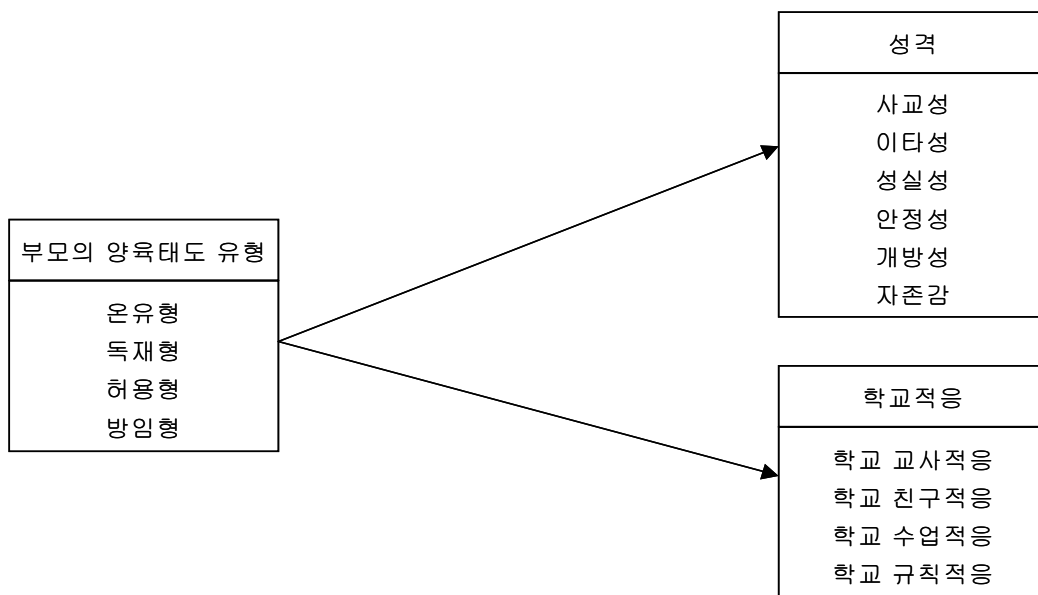 성격
사교성
이타성
성실성
안정성
개방성
자존감
부모의 양육태도 유형
온유형
독재형
허용형
방임형
학교적응
학교 교사적응
학교 친구적응
학교 수업적응
학교 규칙적응